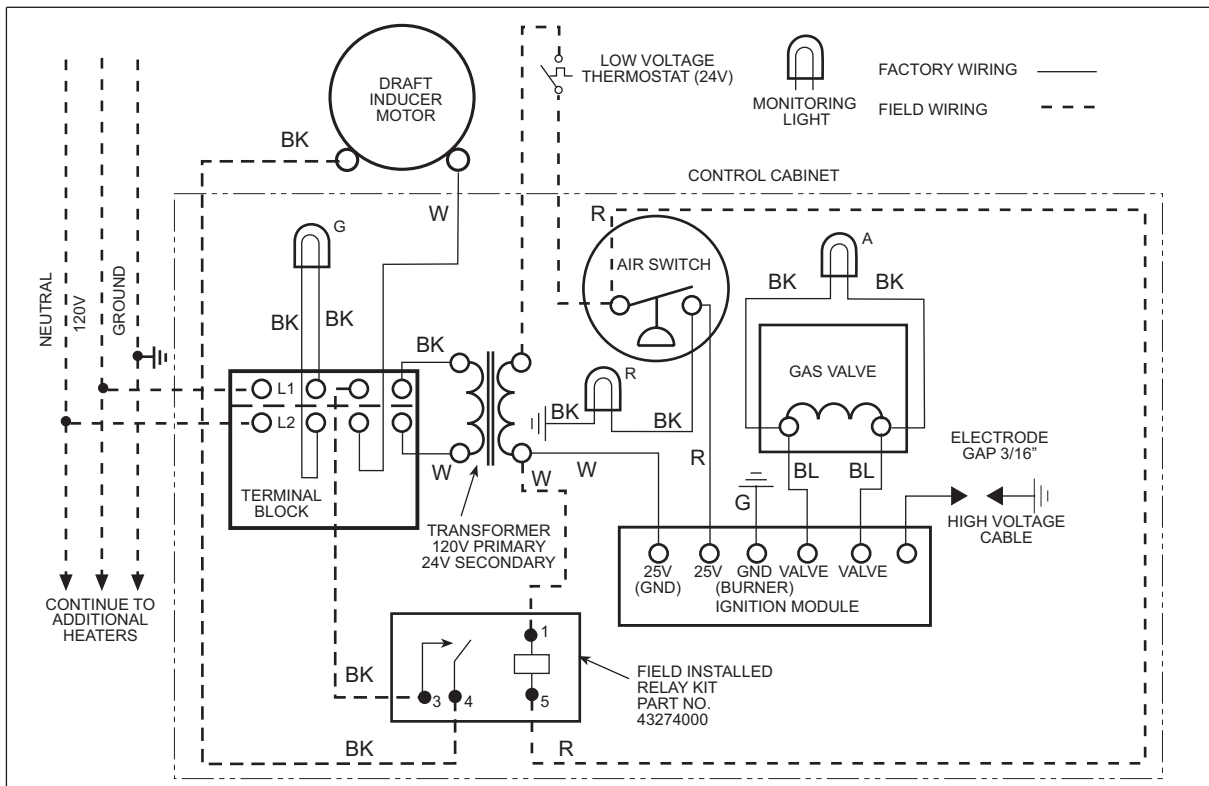 DRAFT
INDUCER
MOTOR
LOW VOLTAGE
THERMOSTAT (24V)
MONITORING
LIGHT
FACTORY WIRING
FIELD WIRING
BK
W
CONTROL CABINET
NEUTRAL
120V
GROUND
G
BK
BK
R
AIR SWITCH
A
BK
BK
GAS VALVE
BK
L1
L2
W
TERMINAL
BLOCK
TRANSFORMER
120V PRIMARY
24V SECONDARY
W
W
R
BK
BK
R
G
BL
BL
ELECTRODE
GAP 3/16”
HIGH VOLTAGE
CABLE
25V
(GND)
25V
GND
(BURNER)
VALVE
VALVE
IGNITION MODULE
CONTINUE TO
ADDITIONAL
HEATERS
BK
3
4
1
5
FIELD INSTALLED
RELAY KIT
PART NO.
43274000
BK
R